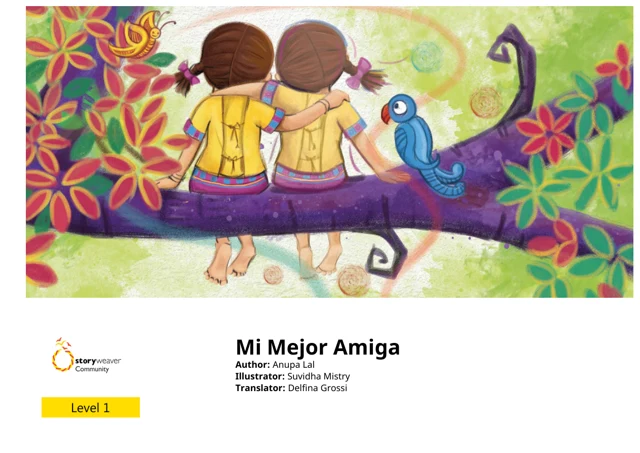 storyweaver
Community
Level 1
Mi Mejor Amiga
Author: Anupa Lal
Illustrator: Suvidha Mistry
Translator: Delfina Grossi